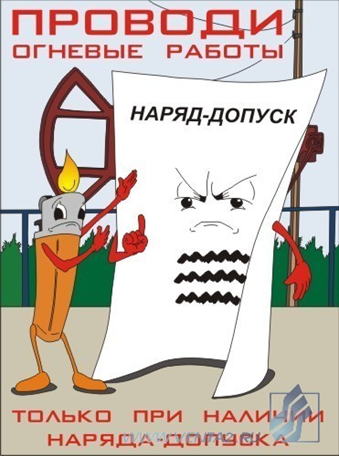 ПРОВОДИ
ОГНЕВЫЕ РАБОТЫ
НАРЯД-ДОПУСК
ТОЛЬКО ПРИ НАЛИЧИИ
НАРЯДА-ДОПУСКА